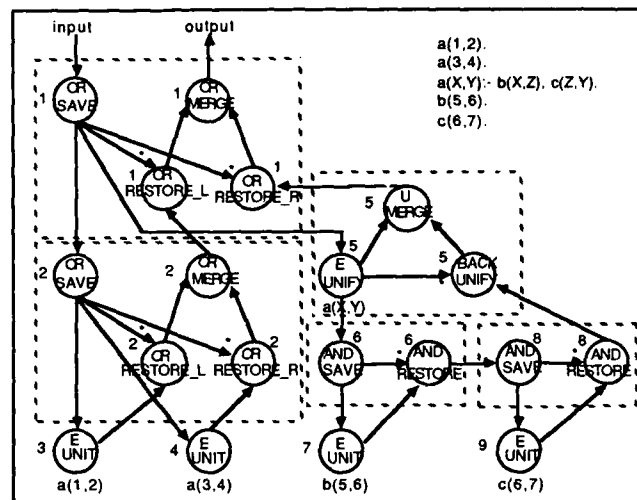 input output
a(1,2).
a(3,4).
a(X,Y):- b(X,Z), c(Z,Y).
b(5,6).
c(6,7).
1 OR SAVE
1 OR MERGE
1 OR RESTORE_L
1 OR RESTORE_R
5 U MERGE
2 OR SAVE
2 OR MERGE
5 E UNIFY
5 BACK UNIFY
a(X,Y)
2 OR RESTORE_L
2 OR RESTORE_R
6 AND SAVE
6 AND RESTORE
8 AND SAVE
8 AND RESTORE
3 E UNIT
4 E UNIT
7 E UNIT
9 E UNIT
a(1,2) a(3,4) b(5,6) c(6,7)